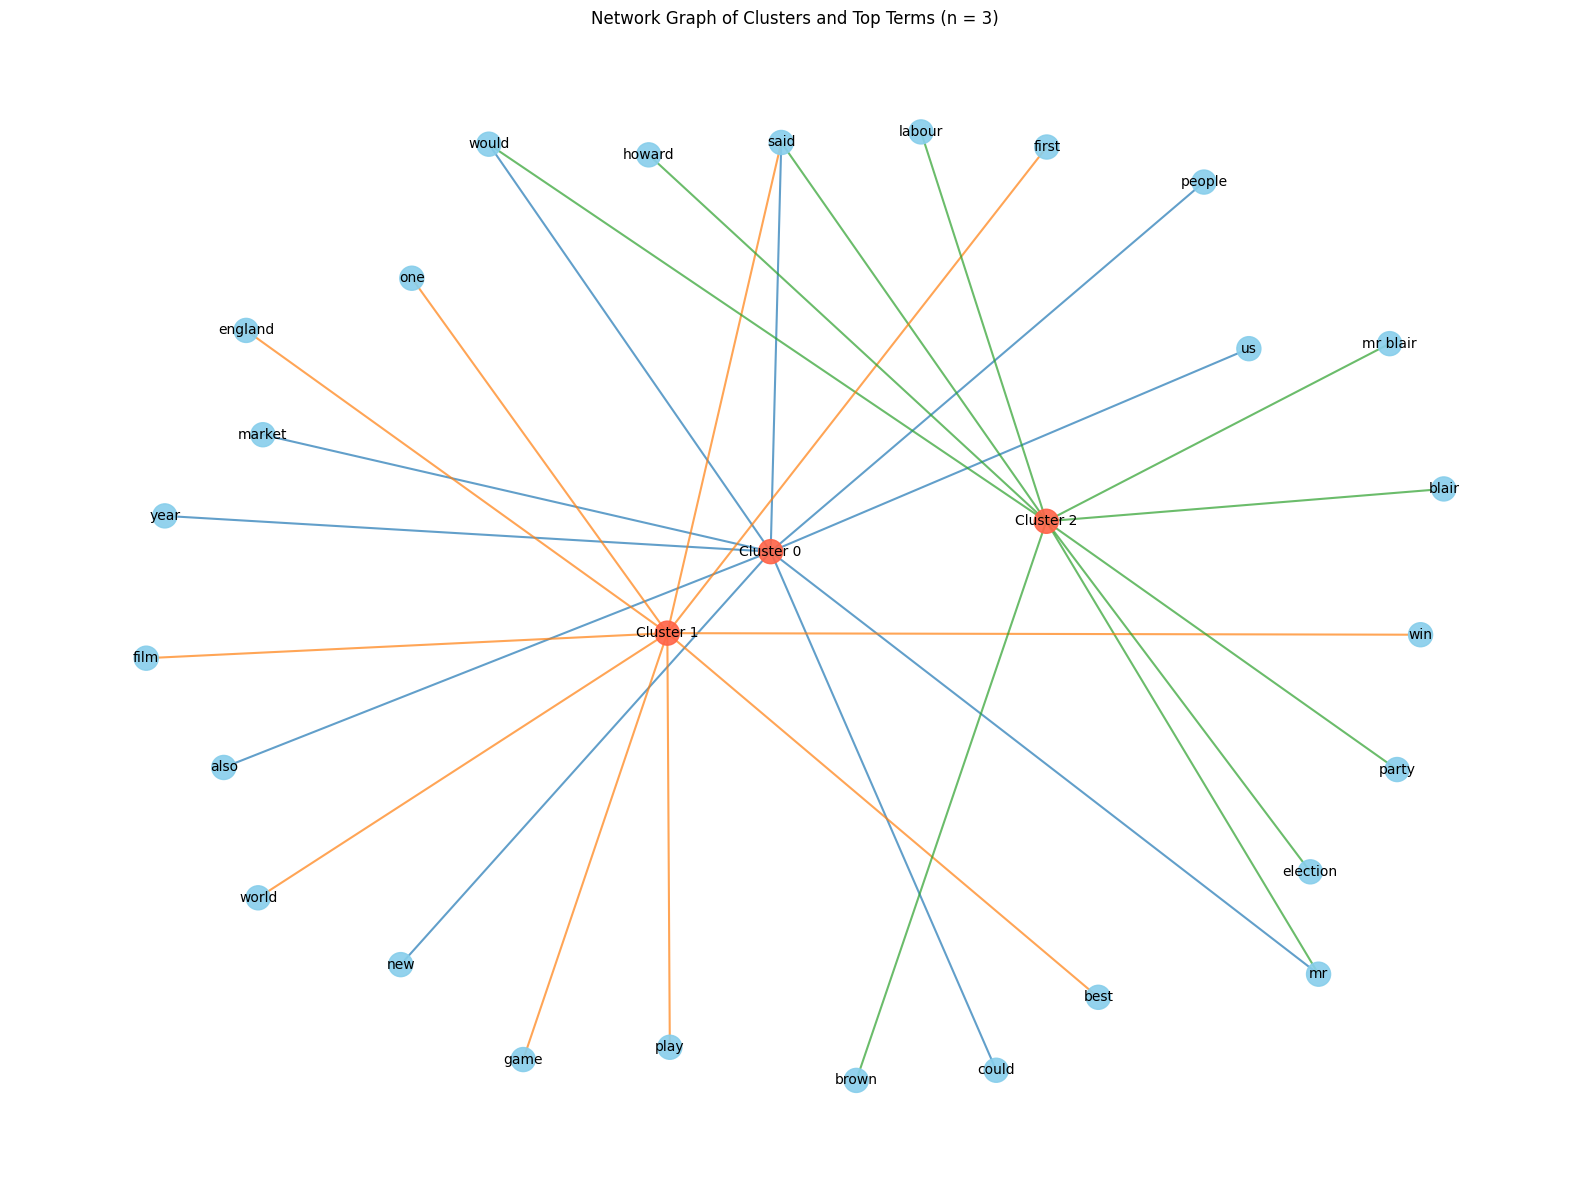 Network Graph of Clusters and Top Terms (n = 3)
labour
would
said
first
howard
people
one
england
us
mr blair
market
blair
year
Cluster 2
Cluster 0
Cluster 1
win
film
also
party
election
world
new
mr
best
play
game
could
brown